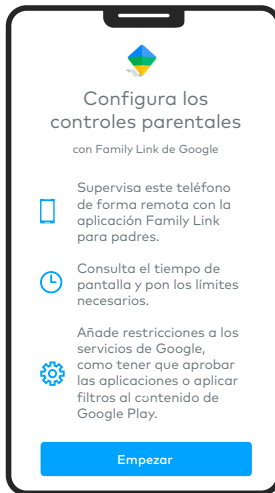 Configura los
controles parentales
con Family Link de Google
Supervisa este teléfono
de forma remota con la
aplicación Family Link
para padres.
Consulta el tiempo de
pantalla y pon los límites
necesarios.
Añade restricciones a los
servicios de Google,
como tener que aprobar
las aplicaciones o aplicar
filtros al contenido de
Google Play.
Empezar